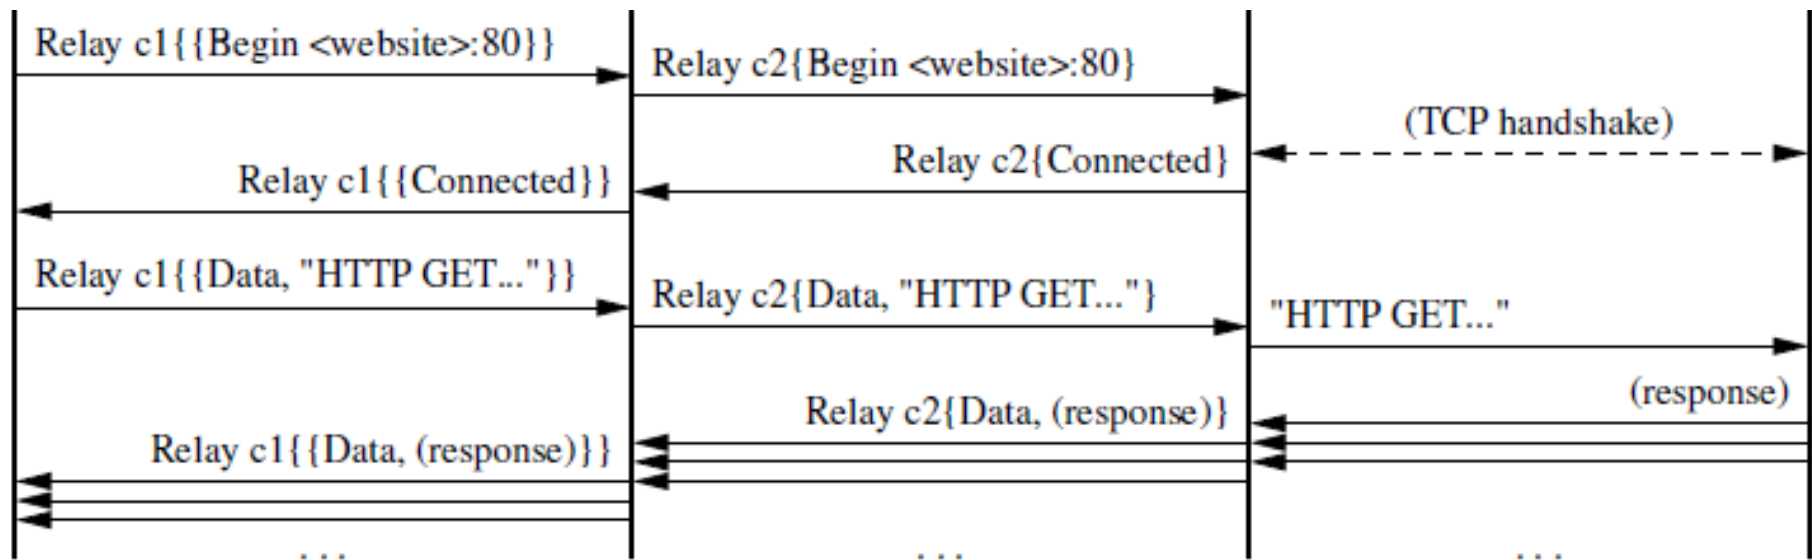 Relay c1{{Begin <website>:80}}
Relay c2{Begin <website>:80}
(TCP handshake)
Relay c2{Connected}
Relay c1{{Connected}}
Relay c1{{Data, "HTTP GET..."}}
Relay c2{Data, "HTTP GET..."}
"HTTP GET..."
(response)
Relay c2{Data, (response)}
Relay c1{{Data, (response)}}
. . . . . . . . .